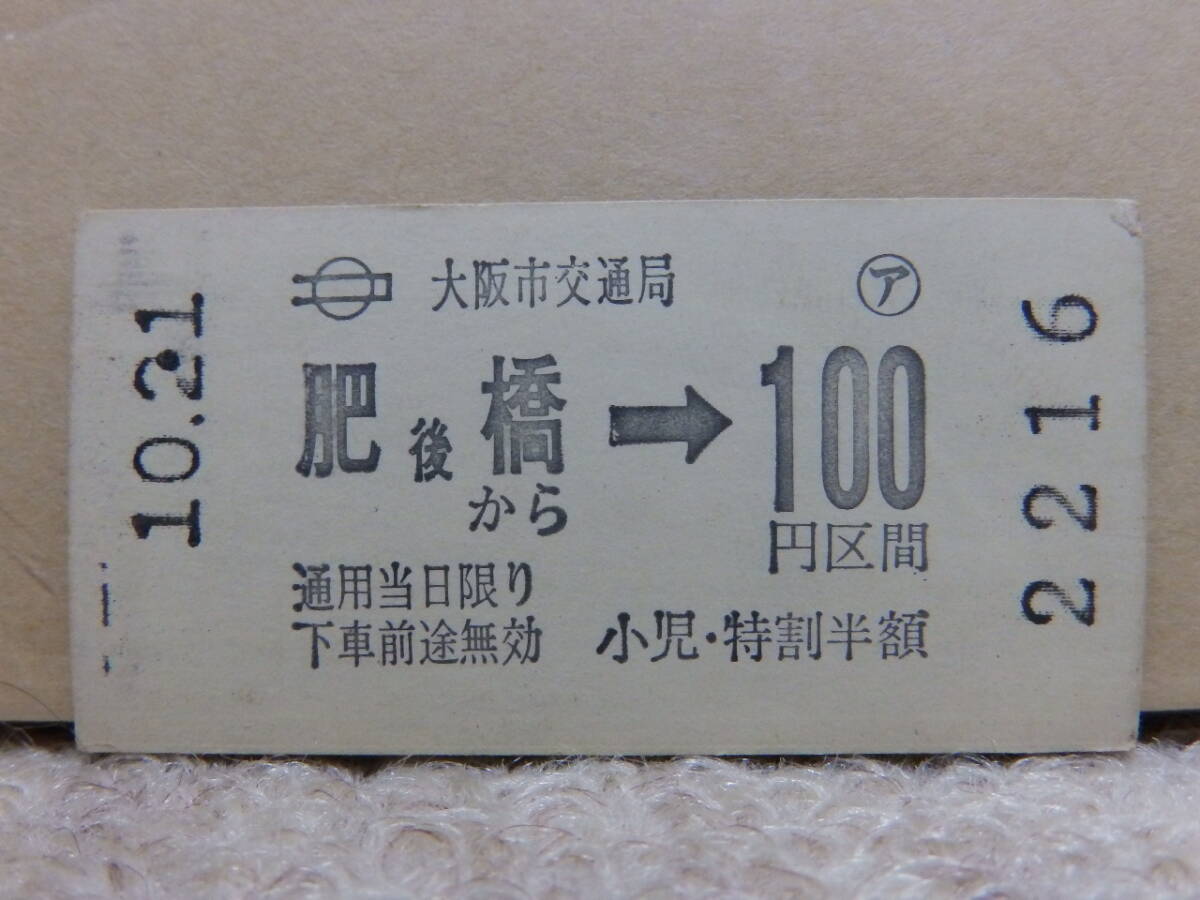 大阪市交通局 ㋐
肥後橋 → 100
から
円区間
通用当日限り
下車前途無効 小児・特割半額
10.21
2216